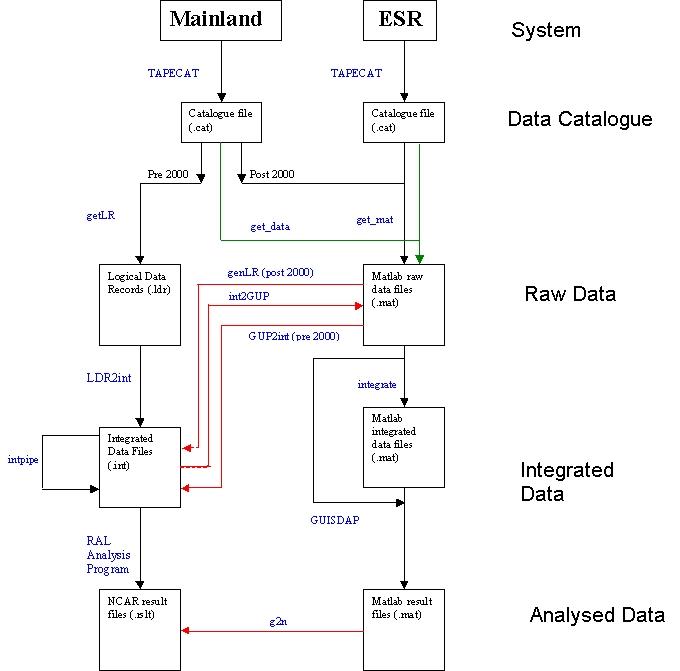 Mainland
ESR
System
TAPECAT
TAPECAT
Catalogue file
(.cat)
Catalogue file
(.cat)
Data Catalogue
Pre 2000
Post 2000
getLR
get_data
get_mat
Logical Data
Records (.ldr)
genLR (post 2000)
int2GUP
GUP2int (pre 2000)
Matlab raw
data files
(.mat)
Raw Data
LDR2int
integrate
intpipe
Integrated
Data Files
(.int)
Matlab
integrated
data files
(.mat)
Integrated
Data
GUISDAP
RAL
Analysis
Program
NCAR result
files (.rslt)
g2n
Matlab result
files (.mat)
Analysed Data